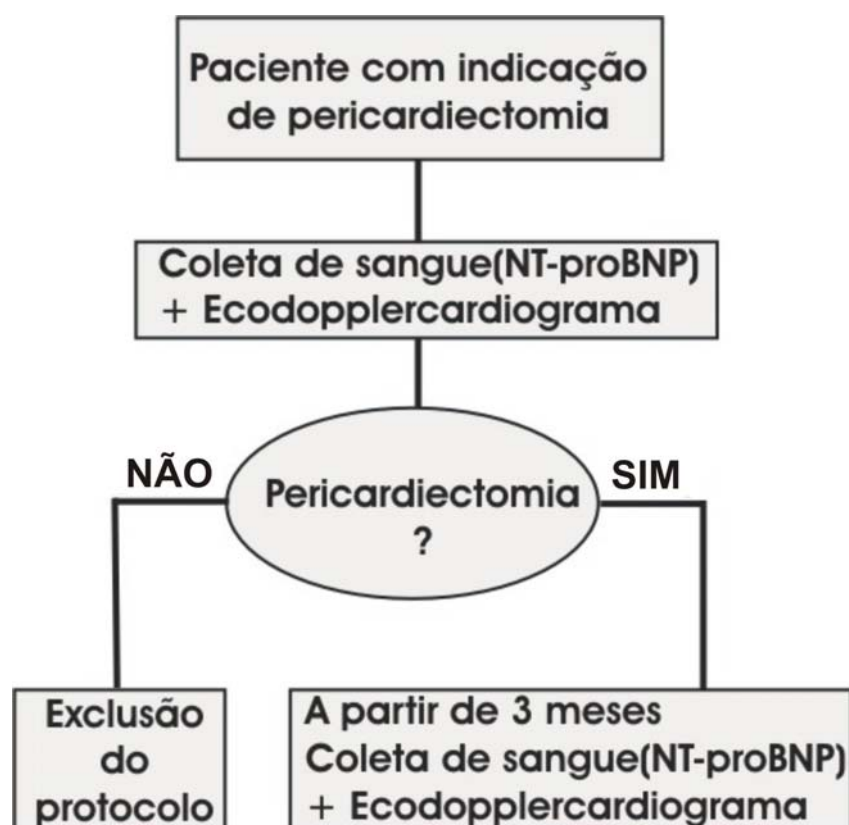 Paciente com indicação
de pericardiectomia
Coleta de sangue(NT-proBNP)
+ Ecodopplercardiograma
NÃO
SIM
Pericardiectomia
?
Exclusão
do
protocolo
A partir de 3 meses
Coleta de sangue(NT-proBNP)
+ Ecodopplercardiograma